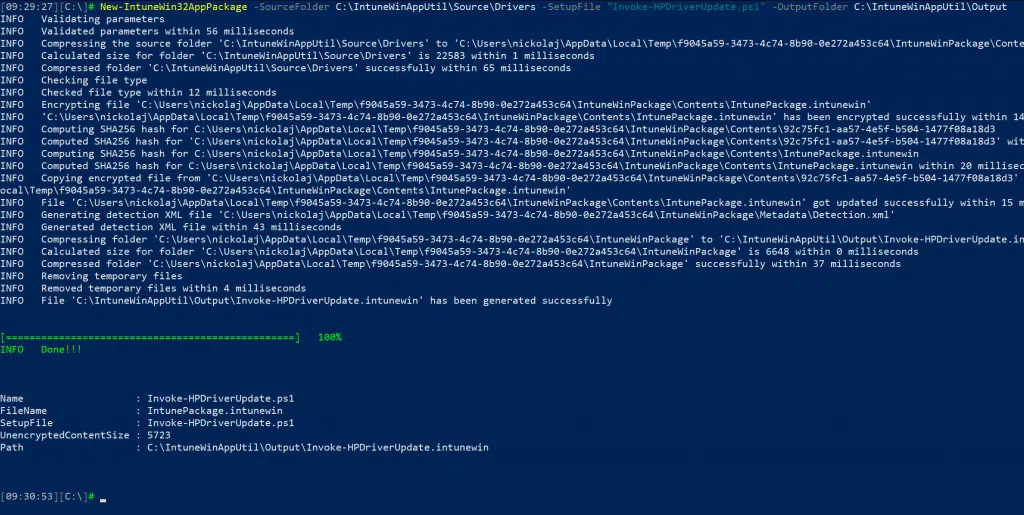 [09:29:27][C:\]# New-IntuneWin32AppPackage -SourceFolder C:\IntuneWinAppUtil\Source\Drivers -SetupFile "Invoke-HPDriverUpdate.ps1" -OutputFolder C:\IntuneWinAppUtil\Output
INFO   Validating parameters
INFO   Validated parameters within 56 milliseconds
INFO   Compressing the source folder 'C:\IntuneWinAppUtil\Source\Drivers' to 'C:\Users\nickolaj\AppData\Local\Temp\f9045a59-3473-4c74-8b90-0e272a453c64\IntuneWinPackage\Conte
INFO   Calculated size for folder 'C:\IntuneWinAppUtil\Source\Drivers' is 22583 within 1 milliseconds
INFO   Compressed folder 'C:\IntuneWinAppUtil\Source\Drivers' successfully within 65 milliseconds
INFO   Checking file type
INFO   Checked file type within 12 milliseconds
INFO   Encrypting file 'C:\Users\nickolaj\AppData\Local\Temp\f9045a59-3473-4c74-8b90-0e272a453c64\IntuneWinPackage\Contents\IntunePackage.intunewin'
INFO   'C:\Users\nickolaj\AppData\Local\Temp\f9045a59-3473-4c74-8b90-0e272a453c64\IntuneWinPackage\Contents\IntunePackage.intunewin' has been encrypted successfully within 14
INFO   Computing SHA256 hash for C:\Users\nickolaj\AppData\Local\Temp\f9045a59-3473-4c74-8b90-0e272a453c64\IntuneWinPackage\Contents\92c75fc1-aa57-4e5f-b504-1477f08a18d3
INFO   Computed SHA256 hash for 'C:\Users\nickolaj\AppData\Local\Temp\f9045a59-3473-4c74-8b90-0e272a453c64\IntuneWinPackage\Contents\92c75fc1-aa57-4e5f-b504-1477f08a18d3' wit
INFO   Computing SHA256 hash for C:\Users\nickolaj\AppData\Local\Temp\f9045a59-3473-4c74-8b90-0e272a453c64\IntuneWinPackage\Contents\IntunePackage.intunewin
INFO   Computed SHA256 hash for C:\Users\nickolaj\AppData\Local\Temp\f9045a59-3473-4c74-8b90-0e272a453c64\IntuneWinPackage\Contents\IntunePackage.intunewin within 20 millisec
INFO   Copying encrypted file from 'C:\Users\nickolaj\AppData\Local\Temp\f9045a59-3473-4c74-8b90-0e272a453c64\IntuneWinPackage\Contents\92c75fc1-aa57-4e5f-b504-1477f08a18d3'
ocal\Temp\f9045a59-3473-4c74-8b90-0e272a453c64\IntuneWinPackage\Contents\IntunePackage.intunewin'
INFO   File 'C:\Users\nickolaj\AppData\Local\Temp\f9045a59-3473-4c74-8b90-0e272a453c64\IntuneWinPackage\Contents\IntunePackage.intunewin' got updated successfully within 15 m
INFO   Generating detection XML file 'C:\Users\nickolaj\AppData\Local\Temp\f9045a59-3473-4c74-8b90-0e272a453c64\IntuneWinPackage\Metadata\Detection.xml'
INFO   Generated detection XML file within 43 milliseconds
INFO   Compressing folder 'C:\Users\nickolaj\AppData\Local\Temp\f9045a59-3473-4c74-8b90-0e272a453c64\IntuneWinPackage' to 'C:\IntuneWinAppUtil\Output\Invoke-HPDriverUpdate.in
INFO   Calculated size for folder 'C:\Users\nickolaj\AppData\Local\Temp\f9045a59-3473-4c74-8b90-0e272a453c64\IntuneWinPackage' is 6648 within 0 milliseconds
INFO   Compressed folder 'C:\Users\nickolaj\AppData\Local\Temp\f9045a59-3473-4c74-8b90-0e272a453c64\IntuneWinPackage' successfully within 37 milliseconds
INFO   Removing temporary files
INFO   Removed temporary files within 4 milliseconds
INFO   File 'C:\IntuneWinAppUtil\Output\Invoke-HPDriverUpdate.intunewin' has been generated successfully
[=================================================]   100%
INFO   Done!!!
Name                   : Invoke-HPDriverUpdate.ps1
FileName               : IntunePackage.intunewin
SetupFile              : Invoke-HPDriverUpdate.ps1
UnencryptedContentSize : 5723
Path                   : C:\IntuneWinAppUtil\Output\Invoke-HPDriverUpdate.intunewin
[09:30:53][C:\]# _